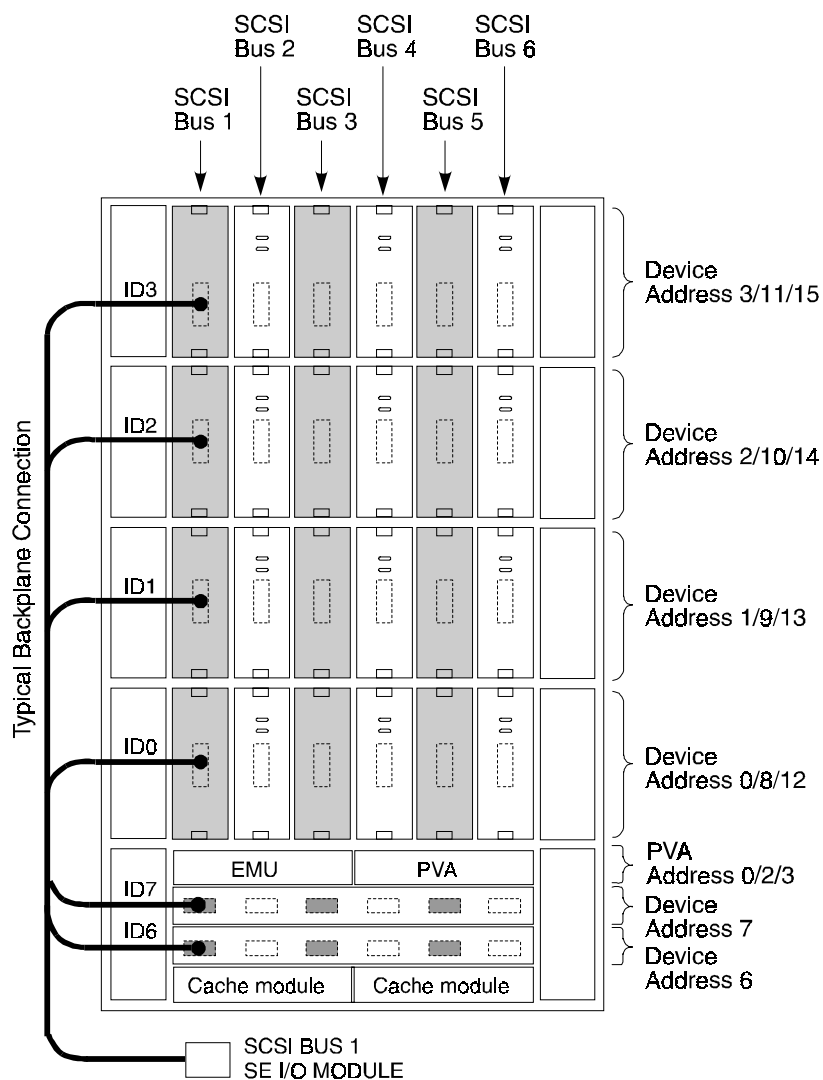 SCSI
Bus 2
SCSI
Bus 4
SCSI
Bus 6
SCSI
Bus 1
SCSI
Bus 3
SCSI
Bus 5
ID3
Device
Address 3/11/15
ID2
Device
Address 2/10/14
Typical Backplane Connection
ID1
Device
Address 1/9/13
ID0
Device
Address 0/8/12
EMU
PVA
PVA
Address 0/2/3
ID7
Device
Address 7
ID6
Device
Address 6
Cache module
Cache module
SCSI BUS 1
SE I/O MODULE